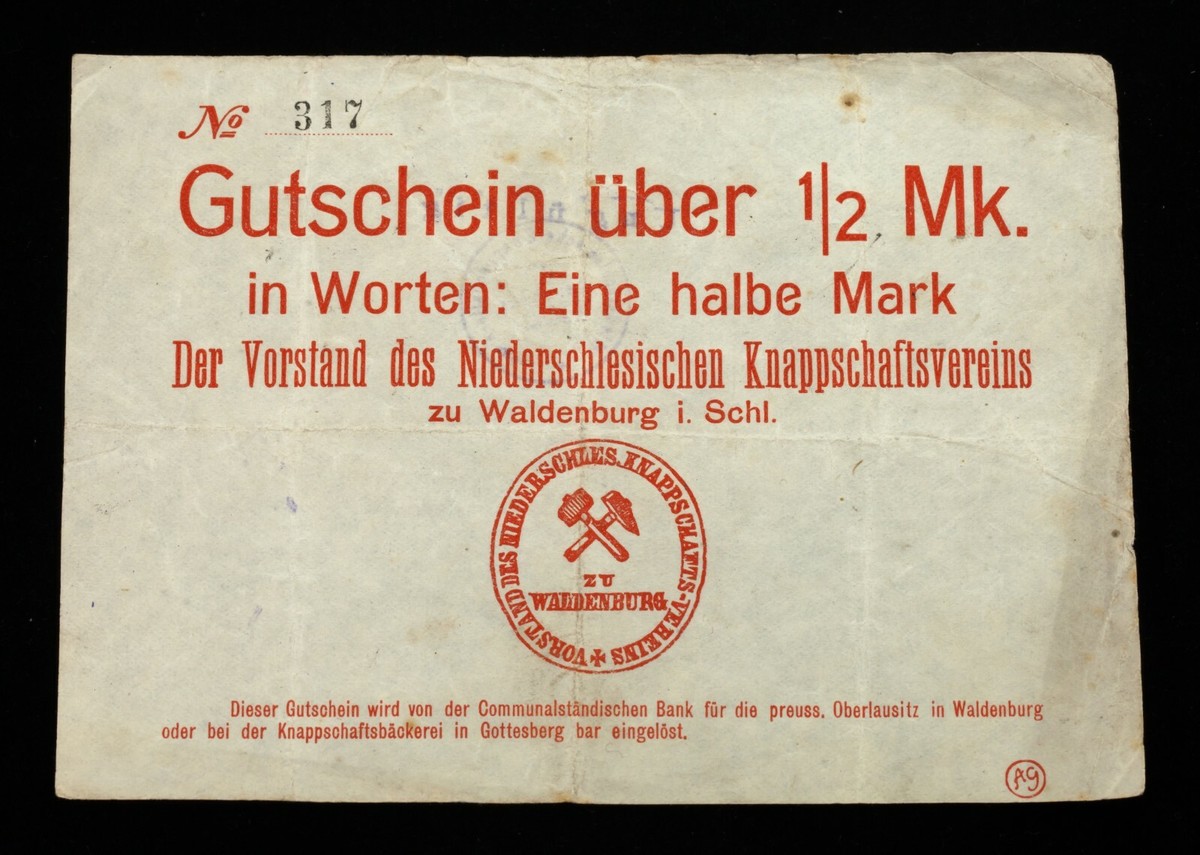 No 317
Gutschein über 1/2 Mk.
in Worten: Eine halbe Mark
Der Vorstand des Niederschlesischen Knappschaftsvereins
zu Waldenburg i. Schl.
VORSTAND DES NIEDERSCHLES. KNAPPSCHAFTS-VEREINS
ZU
WALDENBURG
Dieser Gutschein wird von der Communalständischen Bank für die preuss. Oberlausitz in Waldenburg
oder bei der Knappschaftsbäckerei in Gottesberg bar eingelöst.
AG